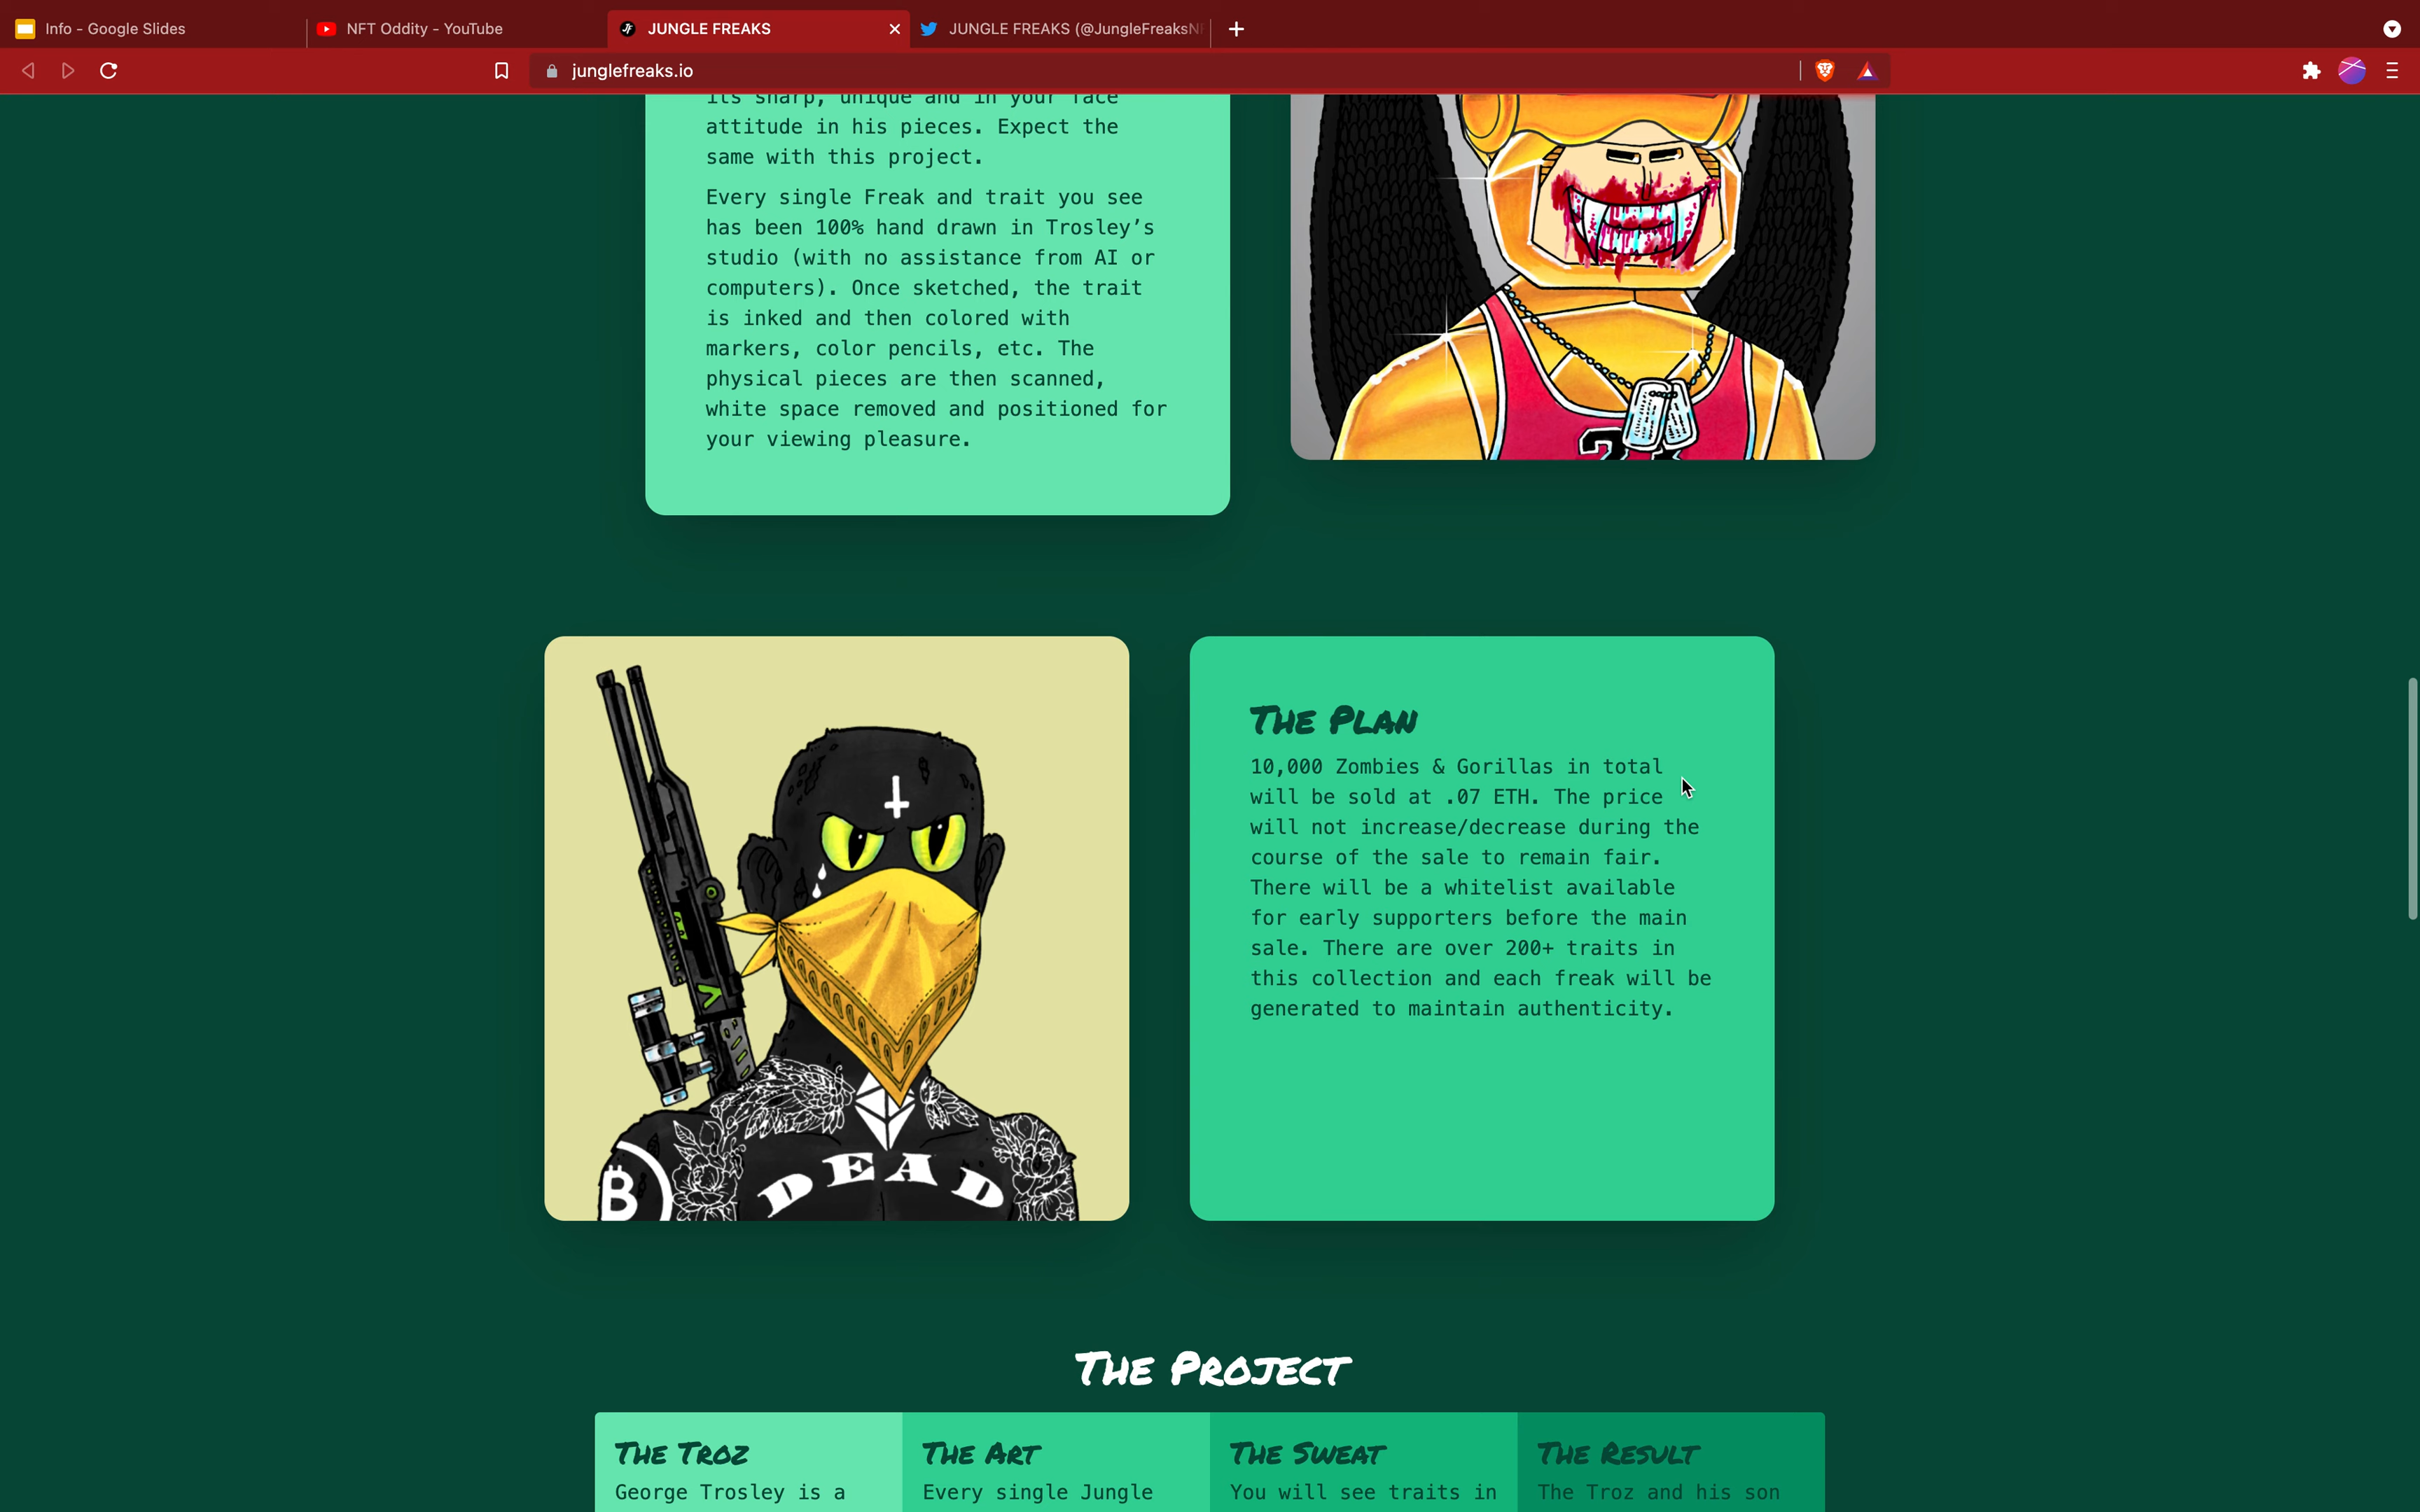 Info - Google Slides
NFT Oddity - YouTube
JUNGLE FREAKS
JUNGLE FREAKS (@JungleFreaksN
junglefreaks.io
its sharp, unique and in your face
attitude in his pieces. Expect the
same with this project.
Every single Freak and trait you see
has been 100% hand drawn in Trosley’s
studio (with no assistance from AI or
computers). Once sketched, the trait
is inked and then colored with
markers, color pencils, etc. The
physical pieces are then scanned,
white space removed and positioned for
your viewing pleasure.
DEAD
B
The Plan
10,000 Zombies & Gorillas in total
will be sold at .07 ETH. The price
will not increase/decrease during the
course of the sale to remain fair.
There will be a whitelist available
for early supporters before the main
sale. There are over 200+ traits in
this collection and each freak will be
generated to maintain authenticity.
The Project
The Troz
George Trosley is a
The Art
Every single Jungle
The Sweat
You will see traits in
The Result
The Troz and his son